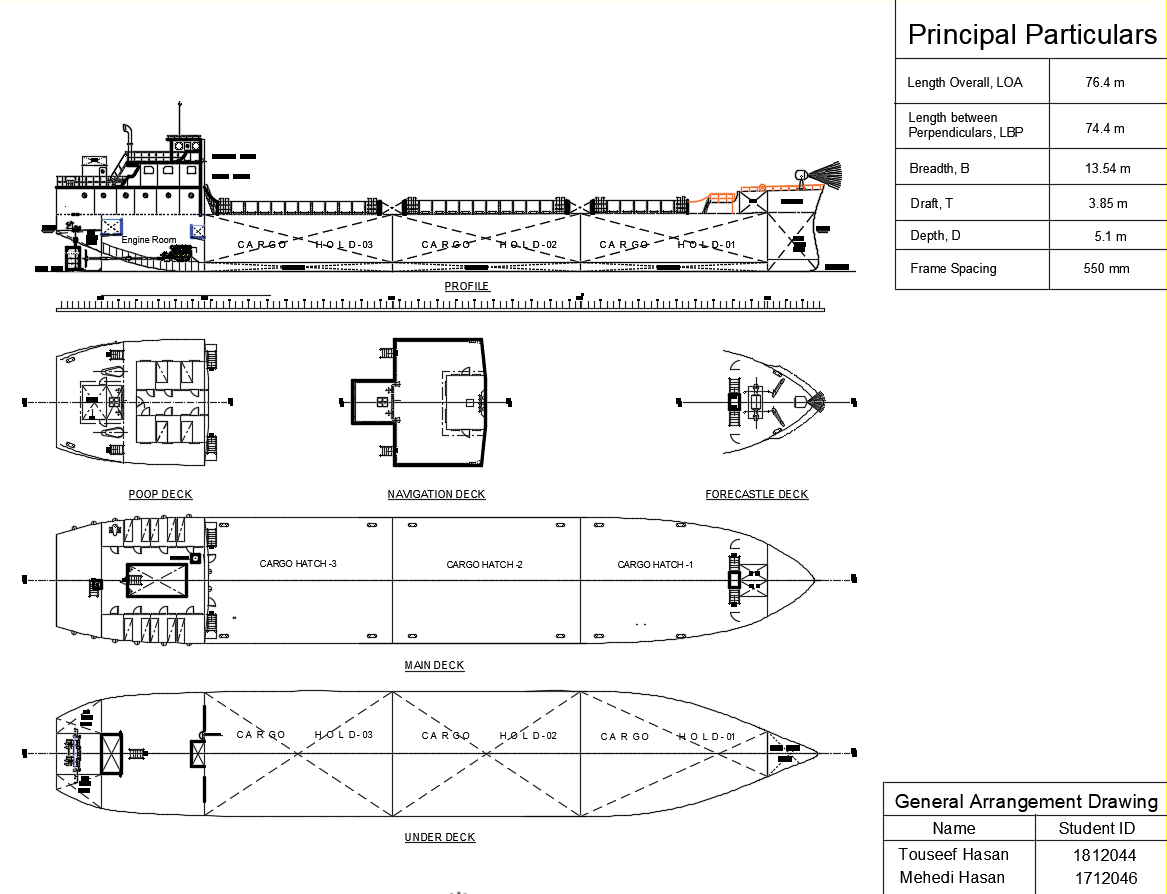 Principal Particulars
Length Overall, LOA 76.4 m
Length between
Perpendiculars, LBP 74.4 m
Breadth, B 13.54 m
Draft, T 3.85 m
Depth, D 5.1 m
Frame Spacing 550 mm
Engine Room
CARGO HOLD-03
CARGO HOLD-02
CARGO HOLD-01
PROFILE
POOP DECK
NAVIGATION DECK
FORECASTLE DECK
CARGO HATCH -3
CARGO HATCH -2
CARGO HATCH -1
MAIN DECK
CARGO HOLD-03
CARGO HOLD-02
CARGO HOLD-01
UNDER DECK
General Arrangement Drawing
Name Student ID
Touseef Hasan 1812044
Mehedi Hasan 1712046